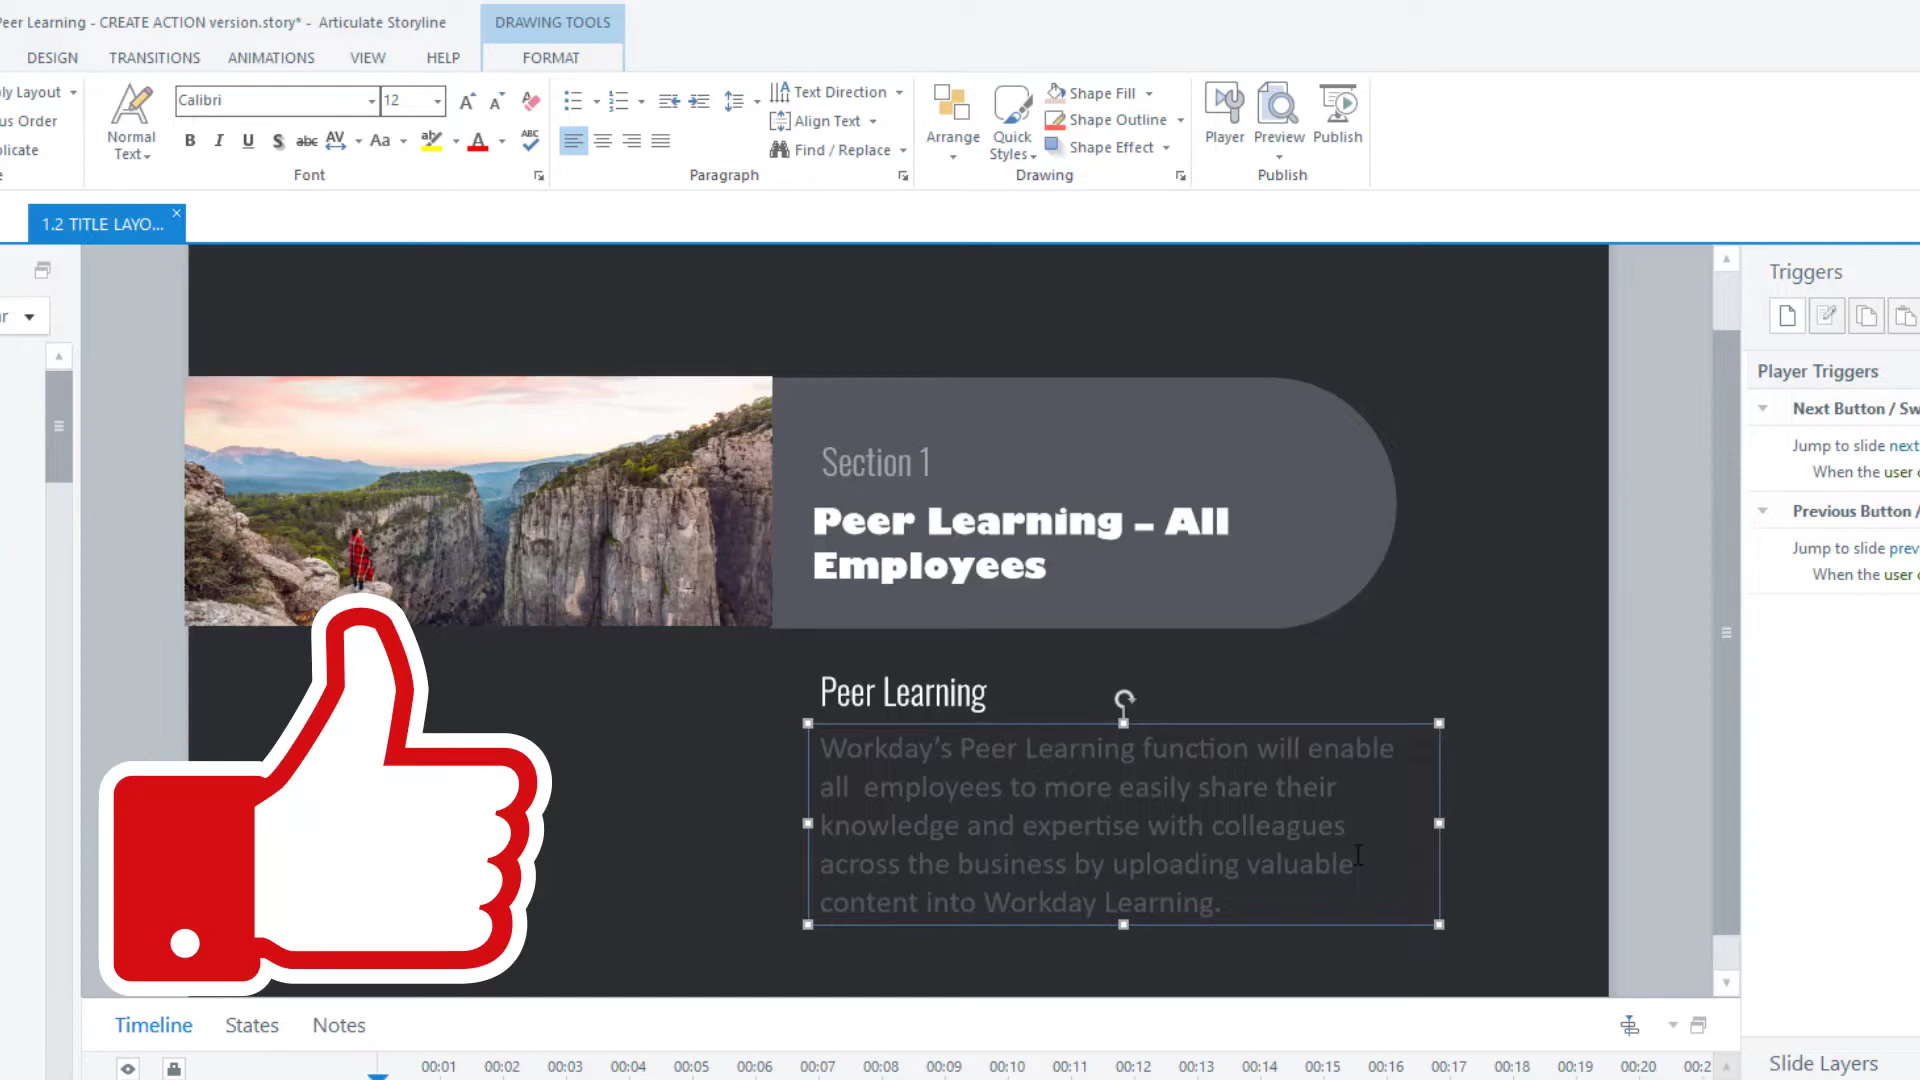 Peer Learning - CREATE ACTION version.story* - Articulate Storyline
DRAWING TOOLS
DESIGN TRANSITIONS ANIMATIONS VIEW HELP FORMAT
Layout
Order
Normal
Text
Calibri 12
B I U S abc AV Aa aby A ABC
Font
Text Direction
Align Text
Find / Replace
Paragraph
Arrange
Quick
Styles
Shape Fill
Shape Outline
Shape Effect
Drawing
Player Preview Publish
Publish
1.2 TITLE LAYO...
Section 1
Peer Learning – All
Employees
Peer Learning
Workday’s Peer Learning function will enable
all employees to more easily share their
knowledge and expertise with colleagues
across the business by uploading valuable
content into Workday Learning.
Triggers
Player Triggers
Next Button /
Jump to slide next
When the user
Previous Button /
Jump to slide prev
When the user
Timeline States Notes
00:01 00:02 00:03 00:04 00:05 00:06 00:07 00:08 00:09 00:10 00:11 00:12 00:13 00:14 00:15 00:16 00:17 00:18 00:19 00:20
Slide Layers